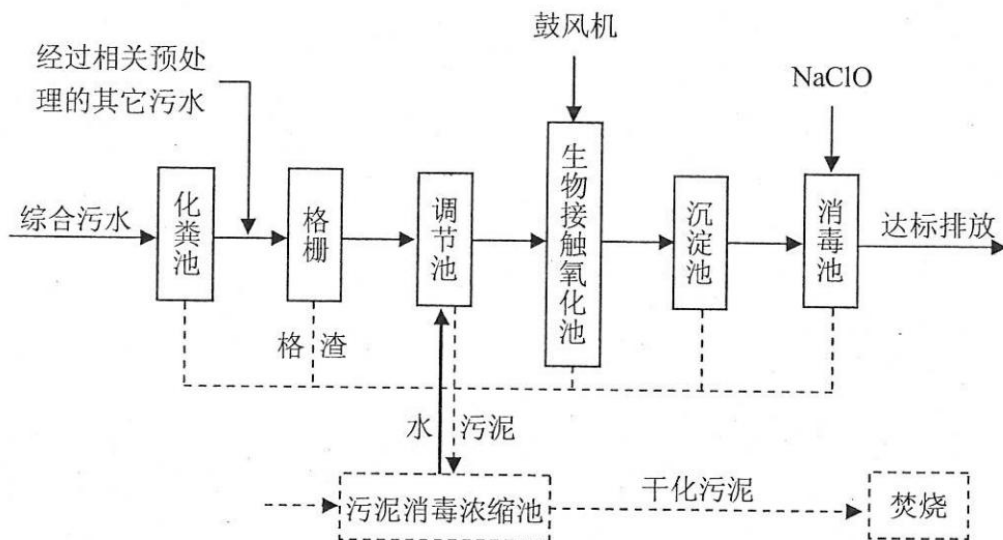 鼓风机
经过相关预处
理的其它污水
NaClO
综合污水
化粪池
格栅
调节池
生物接触氧化池
沉淀池
消毒池
达标排放
格 渣
水
污泥
污泥消毒浓缩池
干化污泥
焚烧